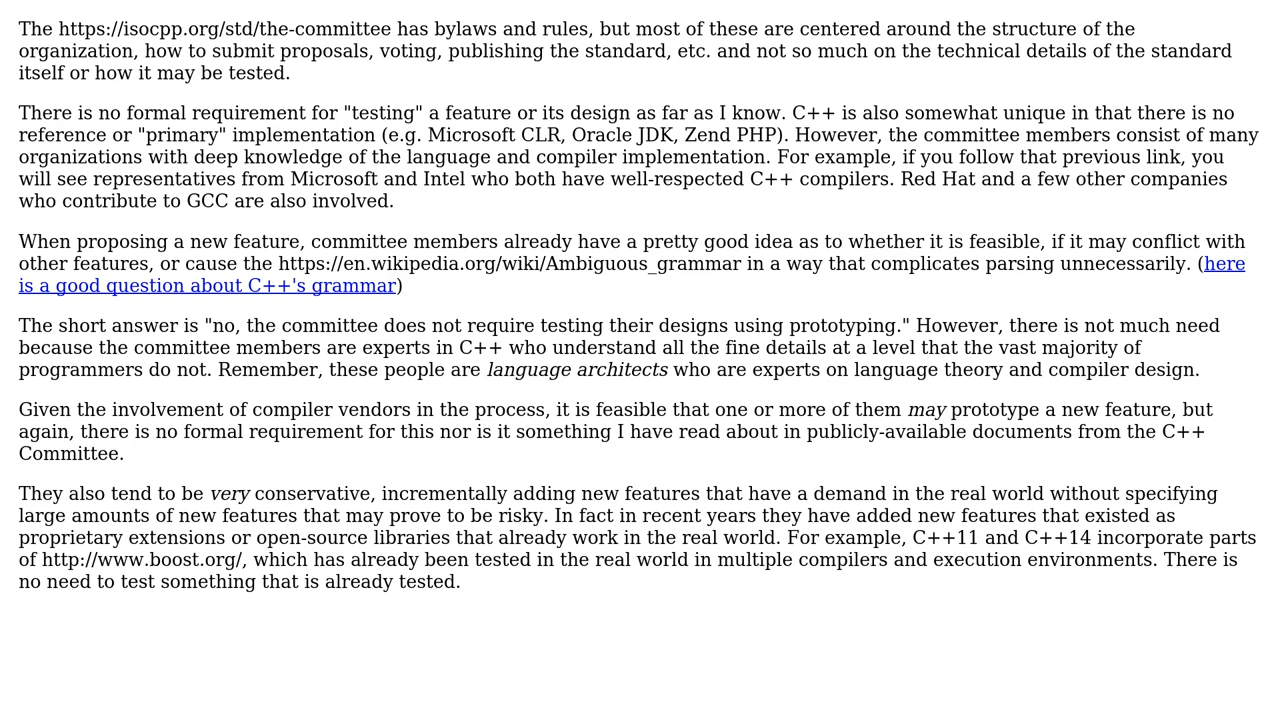 The https://isocpp.org/std/the-committee has bylaws and rules, but most of these are centered around the structure of the
organization, how to submit proposals, voting, publishing the standard, etc. and not so much on the technical details of the standard
itself or how it may be tested.
There is no formal requirement for "testing" a feature or its design as far as I know. C++ is also somewhat unique in that there is no
reference or "primary" implementation (e.g. Microsoft CLR, Oracle JDK, Zend PHP). However, the committee members consist of many
organizations with deep knowledge of the language and compiler implementation. For example, if you follow that previous link, you
will see representatives from Microsoft and Intel who both have well-respected C++ compilers. Red Hat and a few other companies
who contribute to GCC are also involved.
When proposing a new feature, committee members already have a pretty good idea as to whether it is feasible, if it may conflict with
other features, or cause the https://en.wikipedia.org/wiki/Ambiguous_grammar in a way that complicates parsing unnecessarily. (here
is a good question about C++'s grammar)
The short answer is "no, the committee does not require testing their designs using prototyping." However, there is not much need
because the committee members are experts in C++ who understand all the fine details at a level that the vast majority of
programmers do not. Remember, these people are language architects who are experts on language theory and compiler design.
Given the involvement of compiler vendors in the process, it is feasible that one or more of them may prototype a new feature, but
again, there is no formal requirement for this nor is it something I have read about in publicly-available documents from the C++
Committee.
They also tend to be very conservative, incrementally adding new features that have a demand in the real world without specifying
large amounts of new features that may prove to be risky. In fact in recent years they have added new features that existed as
proprietary extensions or open-source libraries that already work in the real world. For example, C++11 and C++14 incorporate parts
of http://www.boost.org/, which has already been tested in the real world in multiple compilers and execution environments. There is
no need to test something that is already tested.